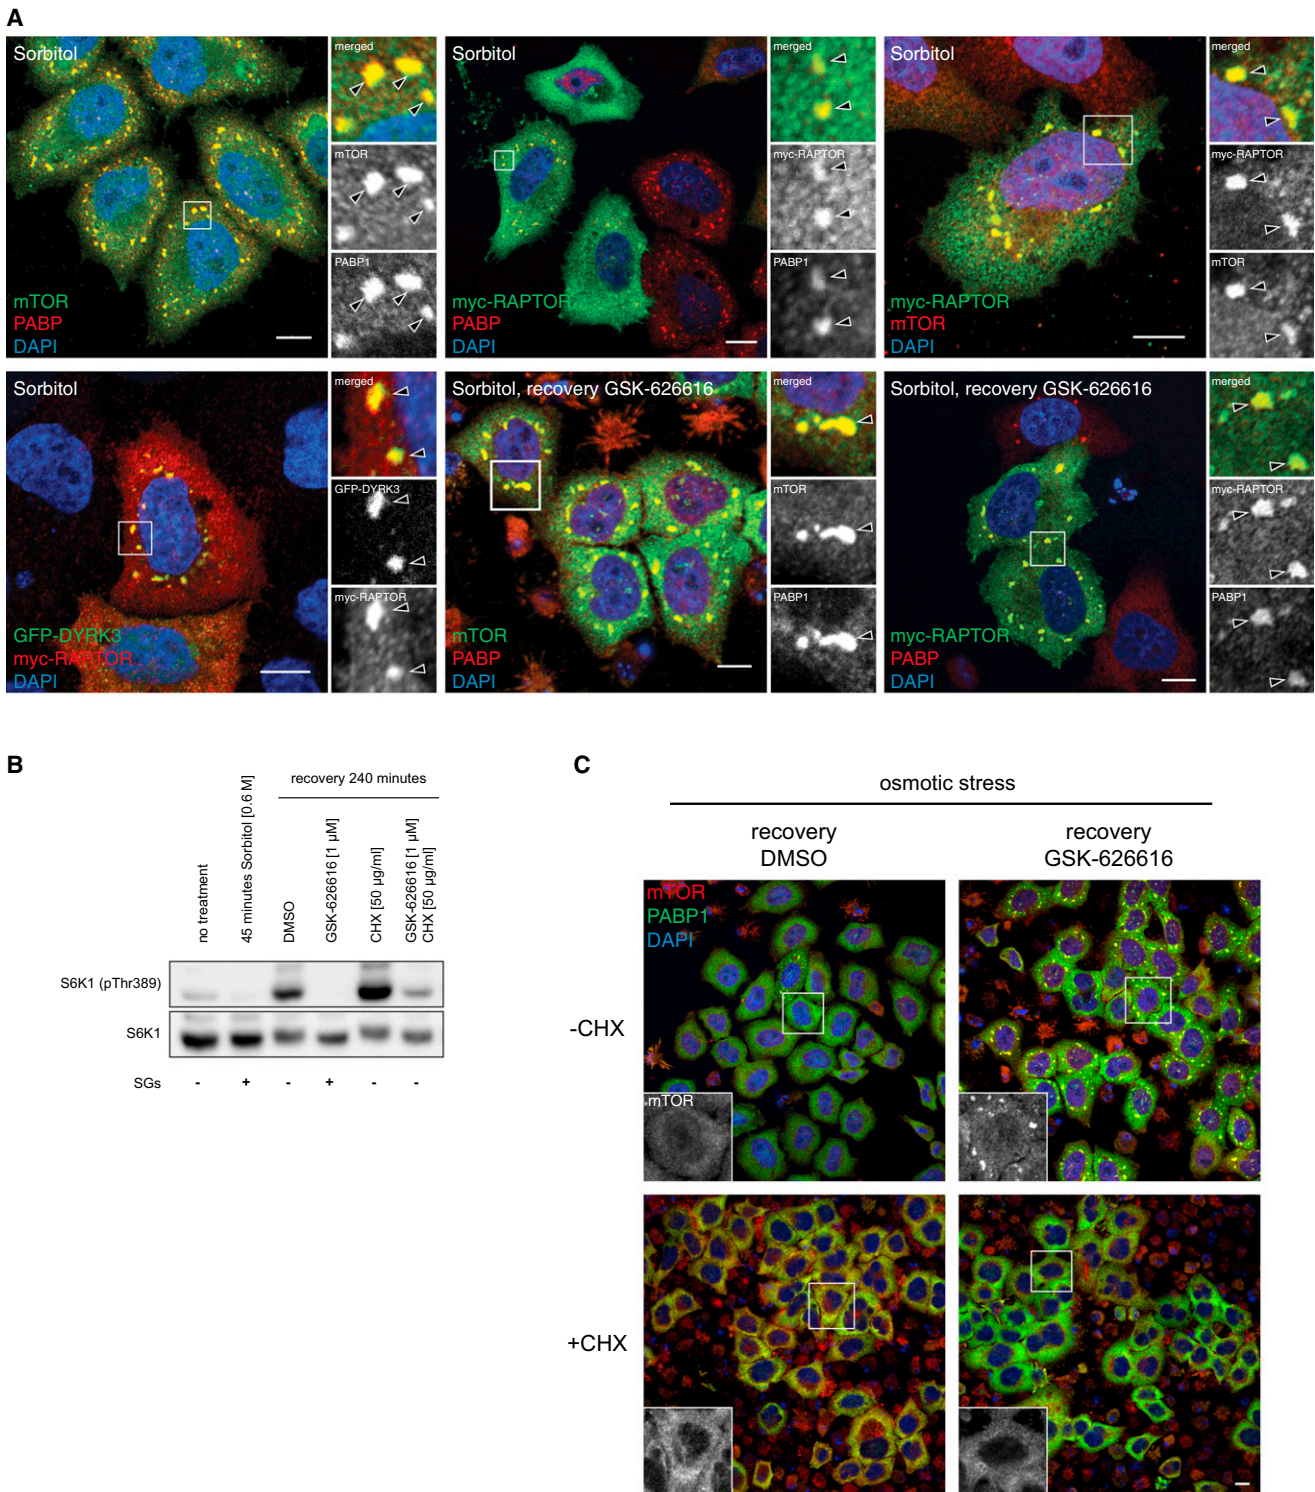 A
Sorbitol
mTOR
PABP
DAPI
merged
mTOR
PABP1
Sorbitol
myc-RAPTOR
PABP
DAPI
merged
myc-RAPTOR
PABP1
Sorbitol
myc-RAPTOR
mTOR
DAPI
merged
myc-RAPTOR
mTOR
Sorbitol
GFP-DYRK3
myc-RAPTOR
DAPI
merged
GFP-DYRK3
myc-RAPTOR
Sorbitol, recovery GSK-626616
mTOR
PABP
DAPI
merged
mTOR
PABP1
Sorbitol, recovery GSK-626616
myc-RAPTOR
PABP
DAPI
merged
myc-RAPTOR
PABP1
B
recovery 240 minutes
no treatment
45 minutes Sorbitol [0.6 M]
DMSO
GSK-626616 [1 µM]
CHX [50 µg/ml]
GSK-626616 [1 µM]
CHX [50 µg/ml]
S6K1 (pThr389)
S6K1
SGs - + - + - -
C
osmotic stress
recovery
DMSO
recovery
GSK-626616
mTOR
PABP1
DAPI
-CHX
mTOR
+CHX